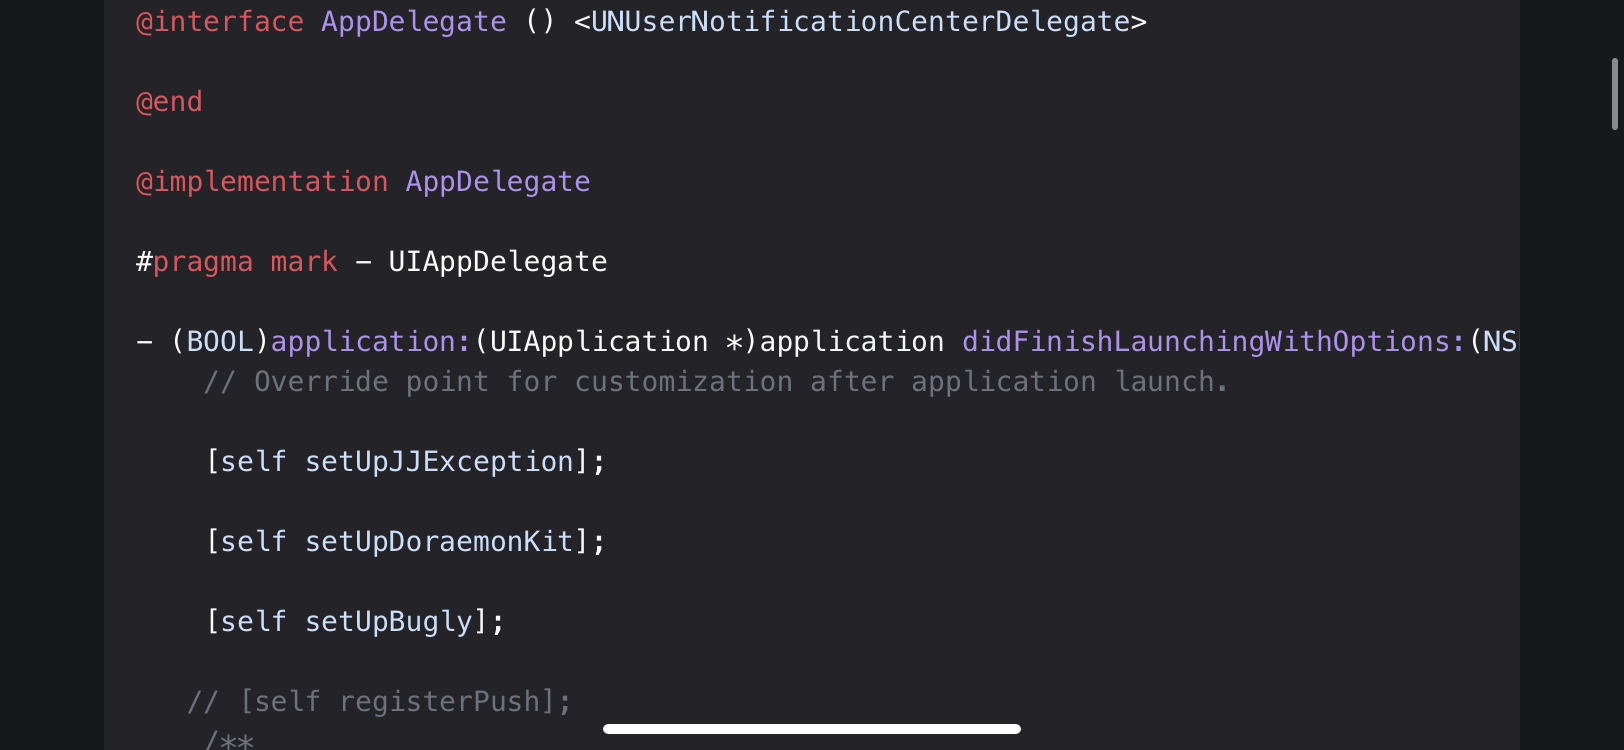 @interface AppDelegate () <UNUserNotificationCenterDelegate>
@end
@implementation AppDelegate
#pragma mark – UIAppDelegate
– (BOOL)application:(UIApplication *)application didFinishLaunchingWithOptions:(NS
// Override point for customization after application launch.
[self setUpJJException];
[self setUpDoraemonKit];
[self setUpBugly];
// [self registerPush];
/**